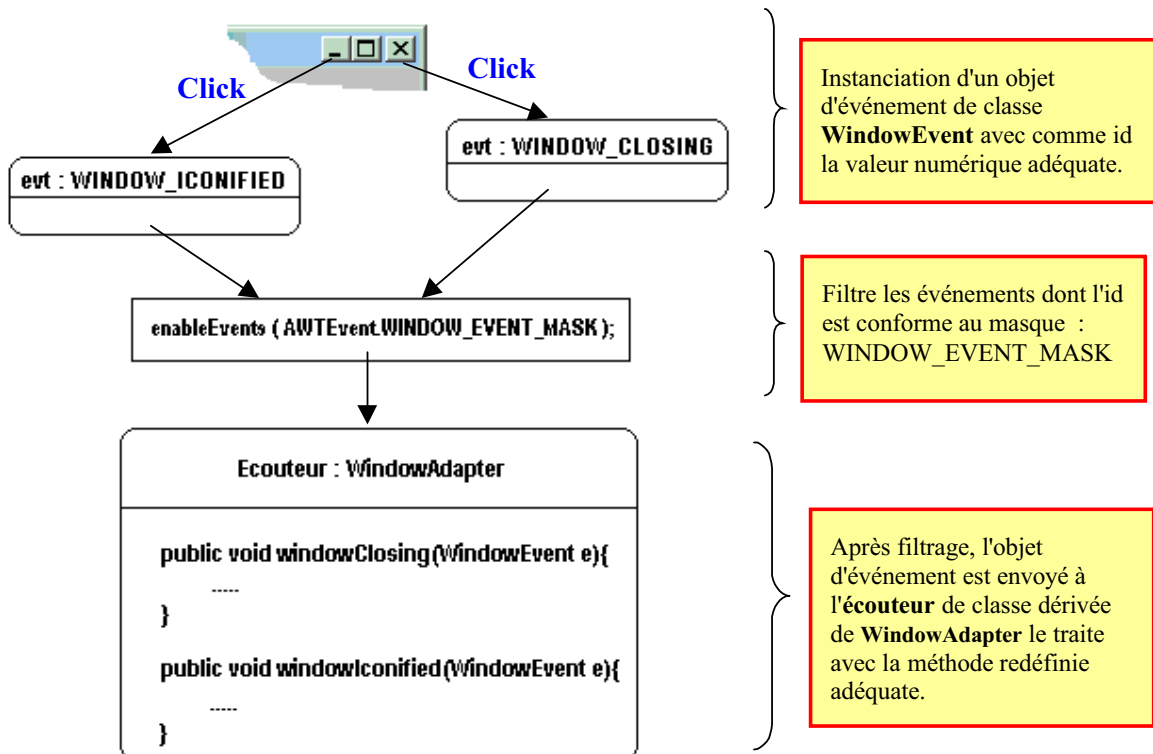 Click
Click
evt : WINDOW_CLOSING
evt : WINDOW_ICONIFIED
Instanciation d'un objet
d'événement de classe
WindowEvent avec comme id
la valeur numérique adéquate.
enableEvents ( AWTEvent.WINDOW_EVENT_MASK );
Filtre les événements dont l'id
est conforme au masque :
WINDOW_EVENT_MASK
Ecouteur : WindowAdapter
public void windowClosing(WindowEvent e){
.....
}
public void windowIconified(WindowEvent e){
.....
}
Après filtrage, l'objet
d'événement est envoyé à
l'écouteur de classe dérivée
de WindowAdapter le traite
avec la méthode redéfinie
adéquate.